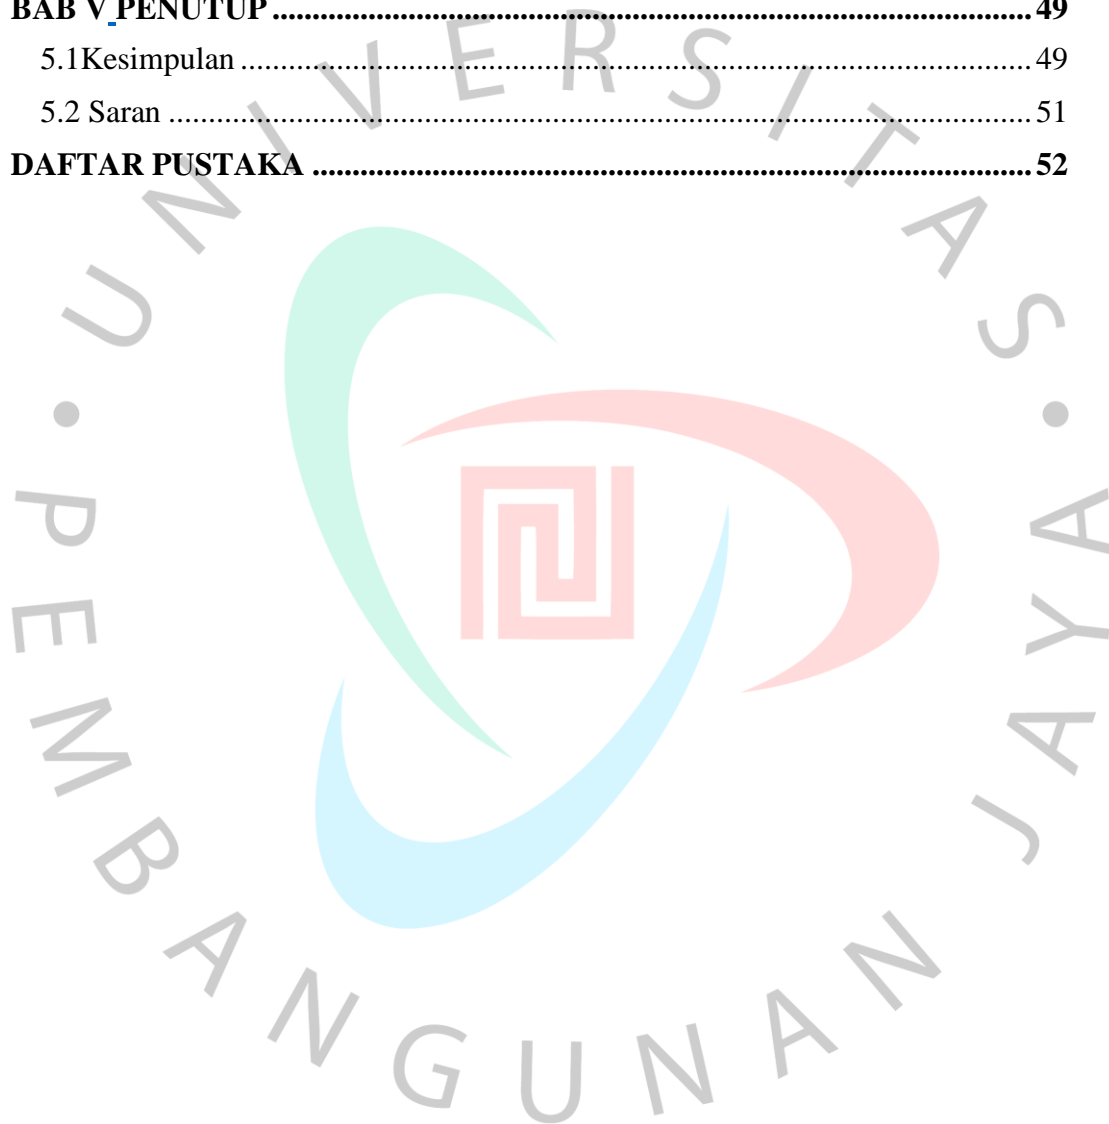 BAB V PENUTUP ........................................................................................ 49
5.1Kesimpulan ........................................................................................ 49
5.2 Saran ........................................................................................ 51
DAFTAR PUSTAKA ........................................................................................ 52
UNIVERSITAS
• PEMBANGUNAN JAYA •